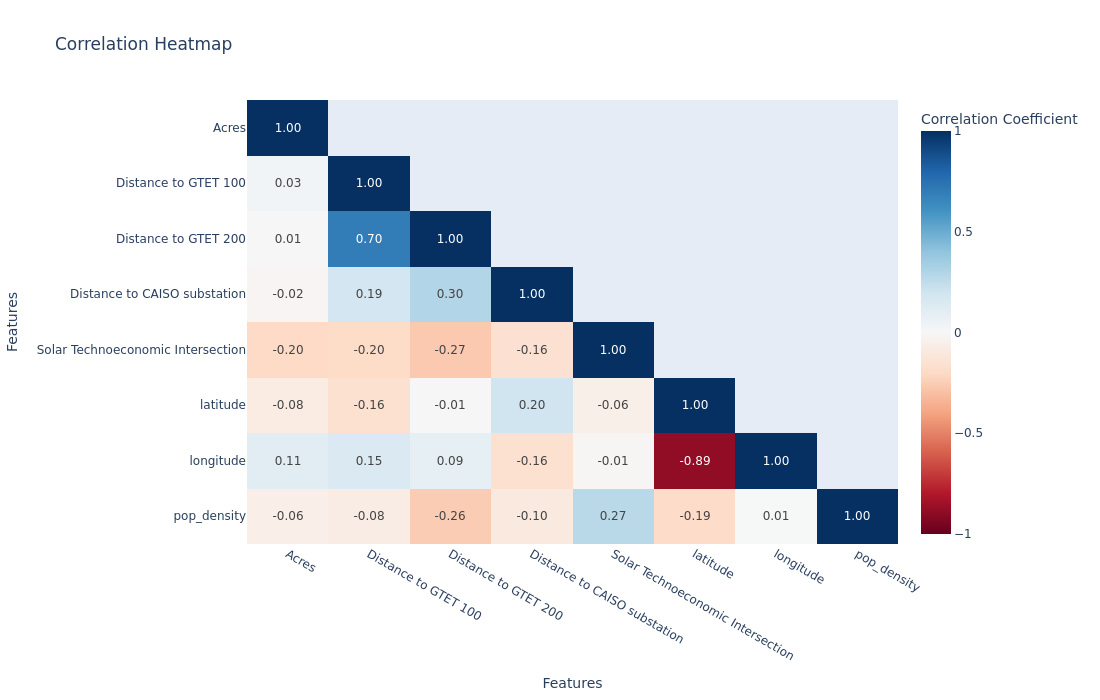 Correlation Heatmap
Correlation Coefficient
Features
Acres 1.00
Distance to GTET 100 0.03 1.00
Distance to GTET 200 0.01 0.70 1.00
Distance to CAISO substation -0.02 0.19 0.30 1.00
Solar Technoeconomic Intersection -0.20 -0.20 -0.27 -0.16 1.00
latitude -0.08 -0.16 -0.01 0.20 -0.06 1.00
longitude 0.11 0.15 0.09 -0.16 -0.01 -0.89 1.00
pop_density -0.06 -0.08 -0.26 -0.10 0.27 -0.19 0.01 1.00
Acres
Distance to GTET 100
Distance to GTET 200
Distance to CAISO substation
Solar Technoeconomic Intersection
latitude
longitude
pop_density
Features
1
0.5
0
−0.5
−1